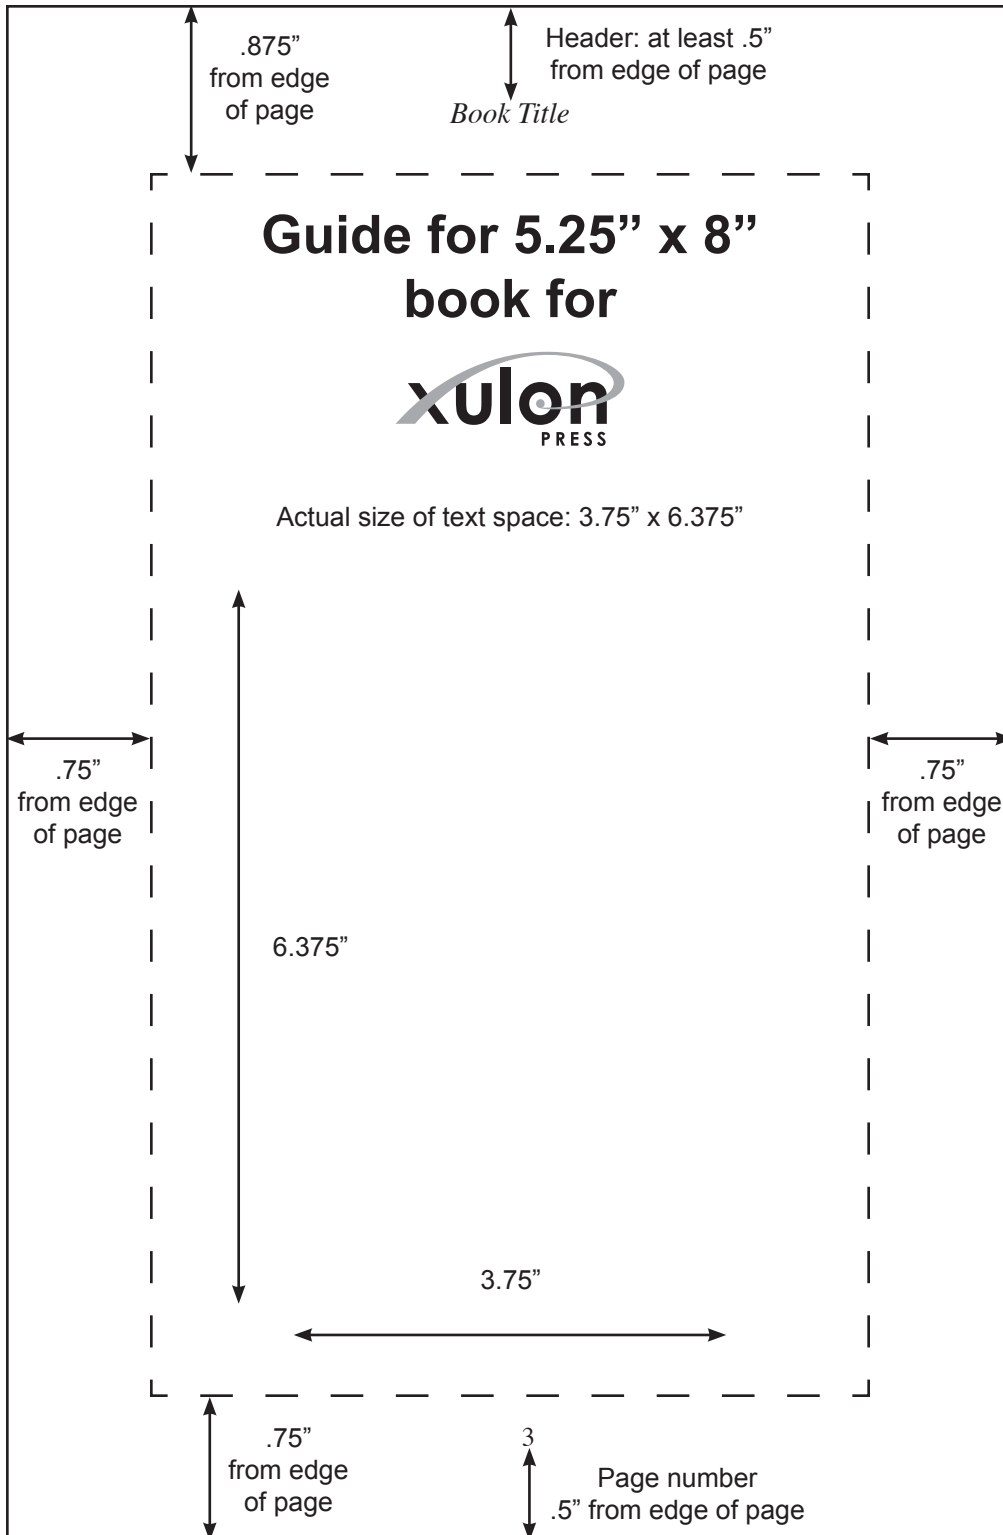 .875”
from edge
of page
Header: at least .5”
from edge of page
Book Title
Guide for 5.25” x 8”
book for
xulon
PRESS
Actual size of text space: 3.75” x 6.375”
.75”
from edge
of page
.75”
from edge
of page
6.375”
3.75”
.75”
from edge
of page
3
Page number
.5” from edge of page